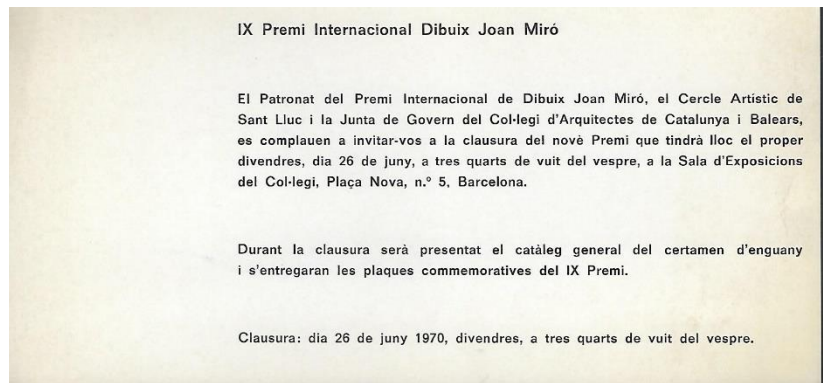 IX Premi Internacional Dibuix Joan Miró
El Patronat del Premi Internacional de Dibuix Joan Miró, el Cercle Artístic de
Sant Lluc i la Junta de Govern del Col·legi d'Arquitectes de Catalunya i Balears,
es complauen a invitar-vos a la clausura del novè Premi que tindrà lloc el proper
divendres, dia 26 de juny, a tres quarts de vuit del vespre, a la Sala d'Exposicions
del Col·legi, Plaça Nova, n.º 5, Barcelona.
Durant la clausura serà presentat el catàleg general del certamen d'enguany
i s'entregaran les plaques commemoratives del IX Premi.
Clausura: dia 26 de juny 1970, divendres, a tres quarts de vuit del vespre.